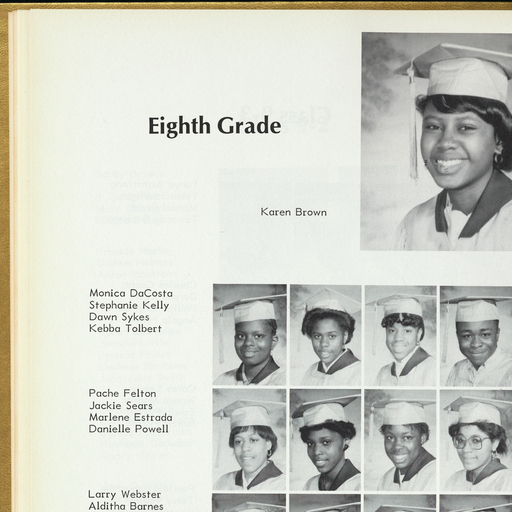 Eighth Grade
Karen Brown
Monica DaCosta
Stephanie Kelly
Dawn Sykes
Kebba Tolbert
Pache Felton
Jackie Sears
Marlene Estrada
Danielle Powell
Larry Webster
Alditha Barnes